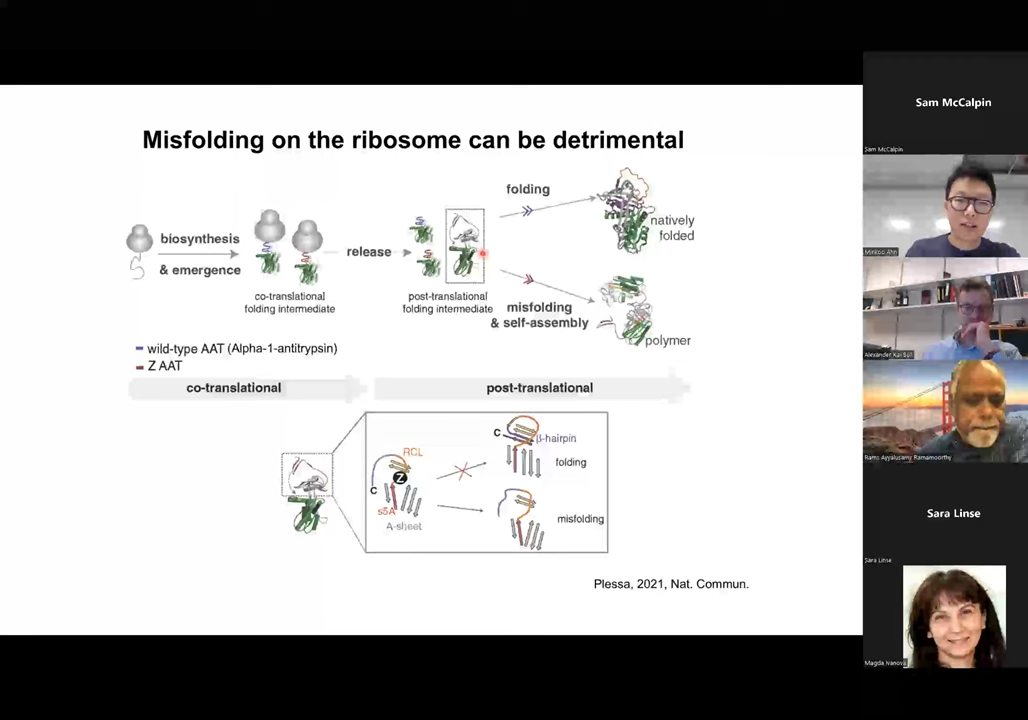 Misfolding on the ribosome can be detrimental
biosynthesis
& emergence
co-translational
folding intermediate
release
post-translational
folding intermediate
folding
natively
folded
misfolding
& self-assembly
polymer
wild-type AAT (Alpha-1-antitrypsin)
Z AAT
co-translational
post-translational
RCL
Z
C
s5A
A-sheet
C
β-hairpin
folding
misfolding
Plessa, 2021, Nat. Commun.
Sam McCalpin
Sam McCalpin
Minkoo Ahn
Alexander Kai
Rams Ayyalusamy Ramamoorthy
Sara Linse
Sara Linse
Magda Ivanova